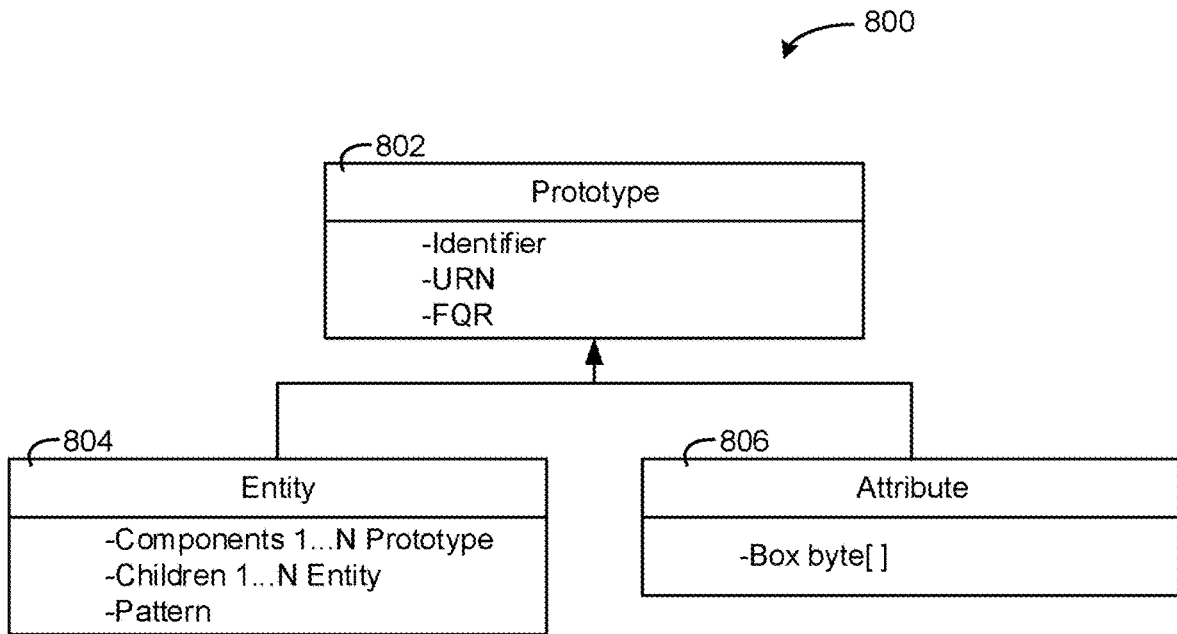 800
802
Prototype
-Identifier
-URN
-FQR
804
Entity
-Components 1...N Prototype
-Children 1...N Entity
-Pattern
806
Attribute
-Box byte[ ]